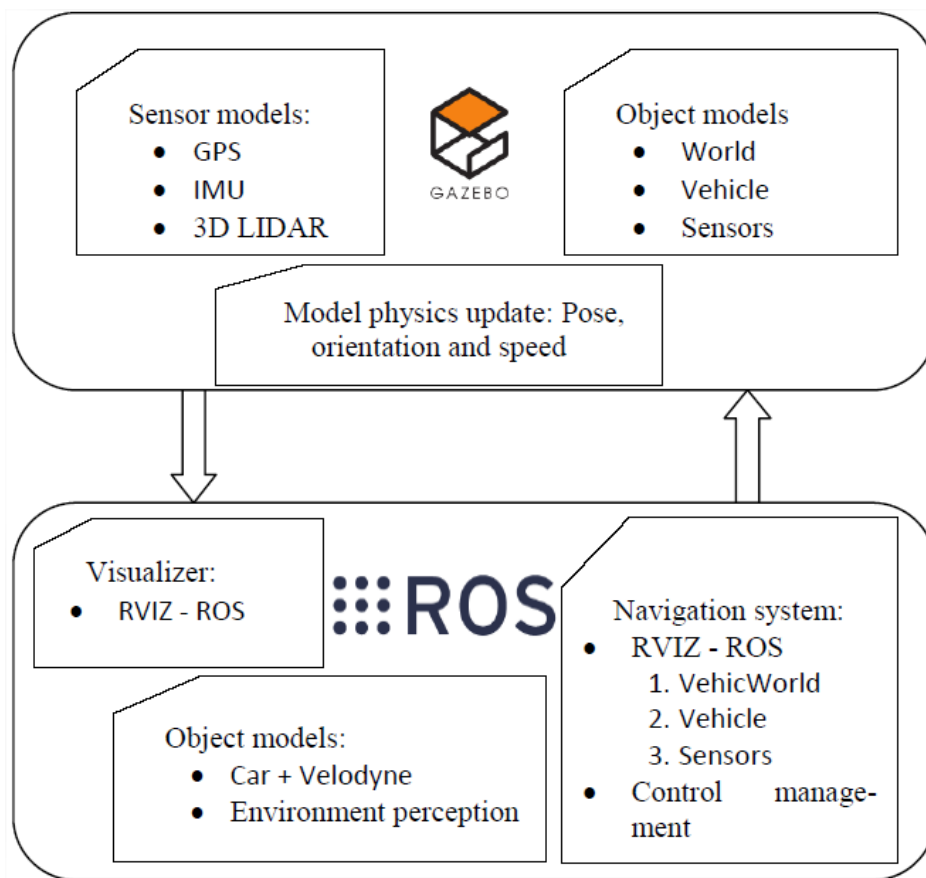 Sensor models:
• GPS
• IMU
• 3D LIDAR
GAZEBO
Object models
• World
• Vehicle
• Sensors
Model physics update: Pose,
orientation and speed
Visualizer:
• RVIZ - ROS
ROS
Object models:
• Car + Velodyne
• Environment perception
Navigation system:
• RVIZ - ROS
1. VehicWorld
2. Vehicle
3. Sensors
• Control manage-
ment